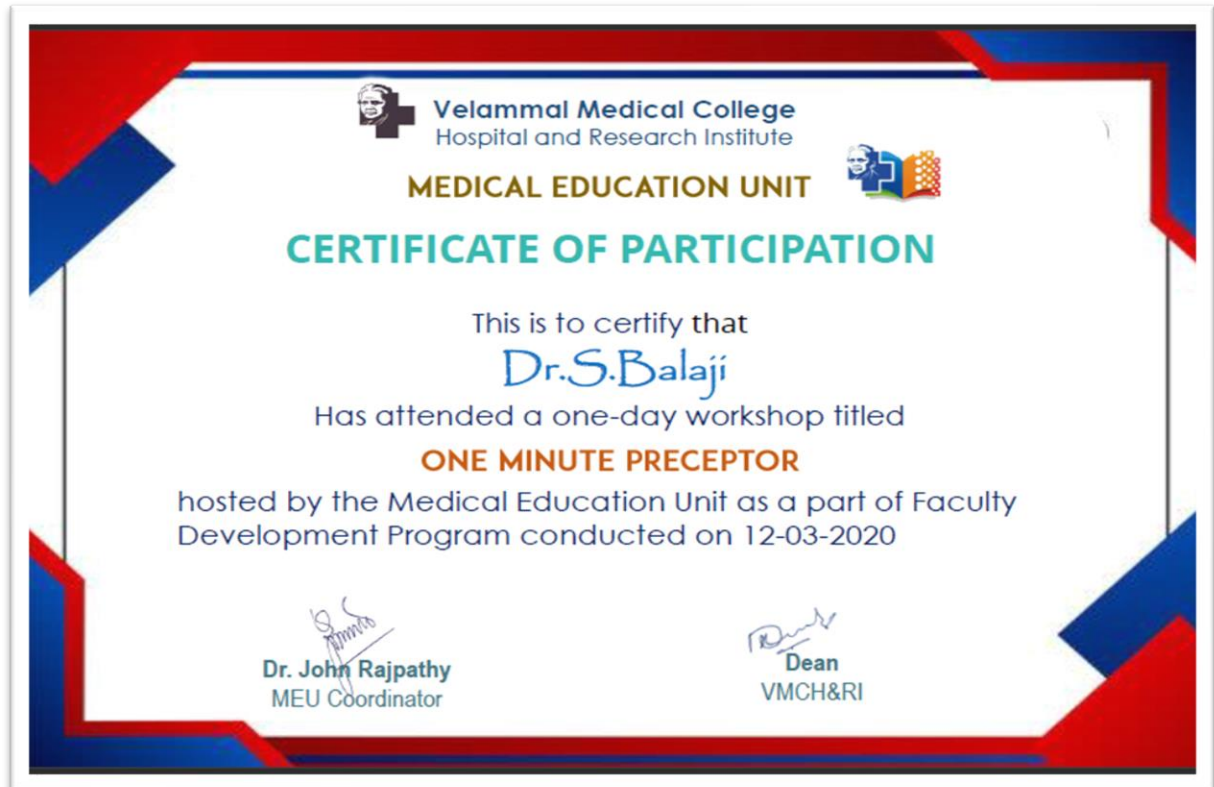 Velammal Medical College
Hospital and Research Institute
MEDICAL EDUCATION UNIT
CERTIFICATE OF PARTICIPATION
This is to certify that
Dr.S.Balaji
Has attended a one-day workshop titled
ONE MINUTE PRECEPTOR
hosted by the Medical Education Unit as a part of Faculty
Development Program conducted on 12-03-2020
Dr. John Rajpathy
MEU Coordinator
Dean
VMCH&RI